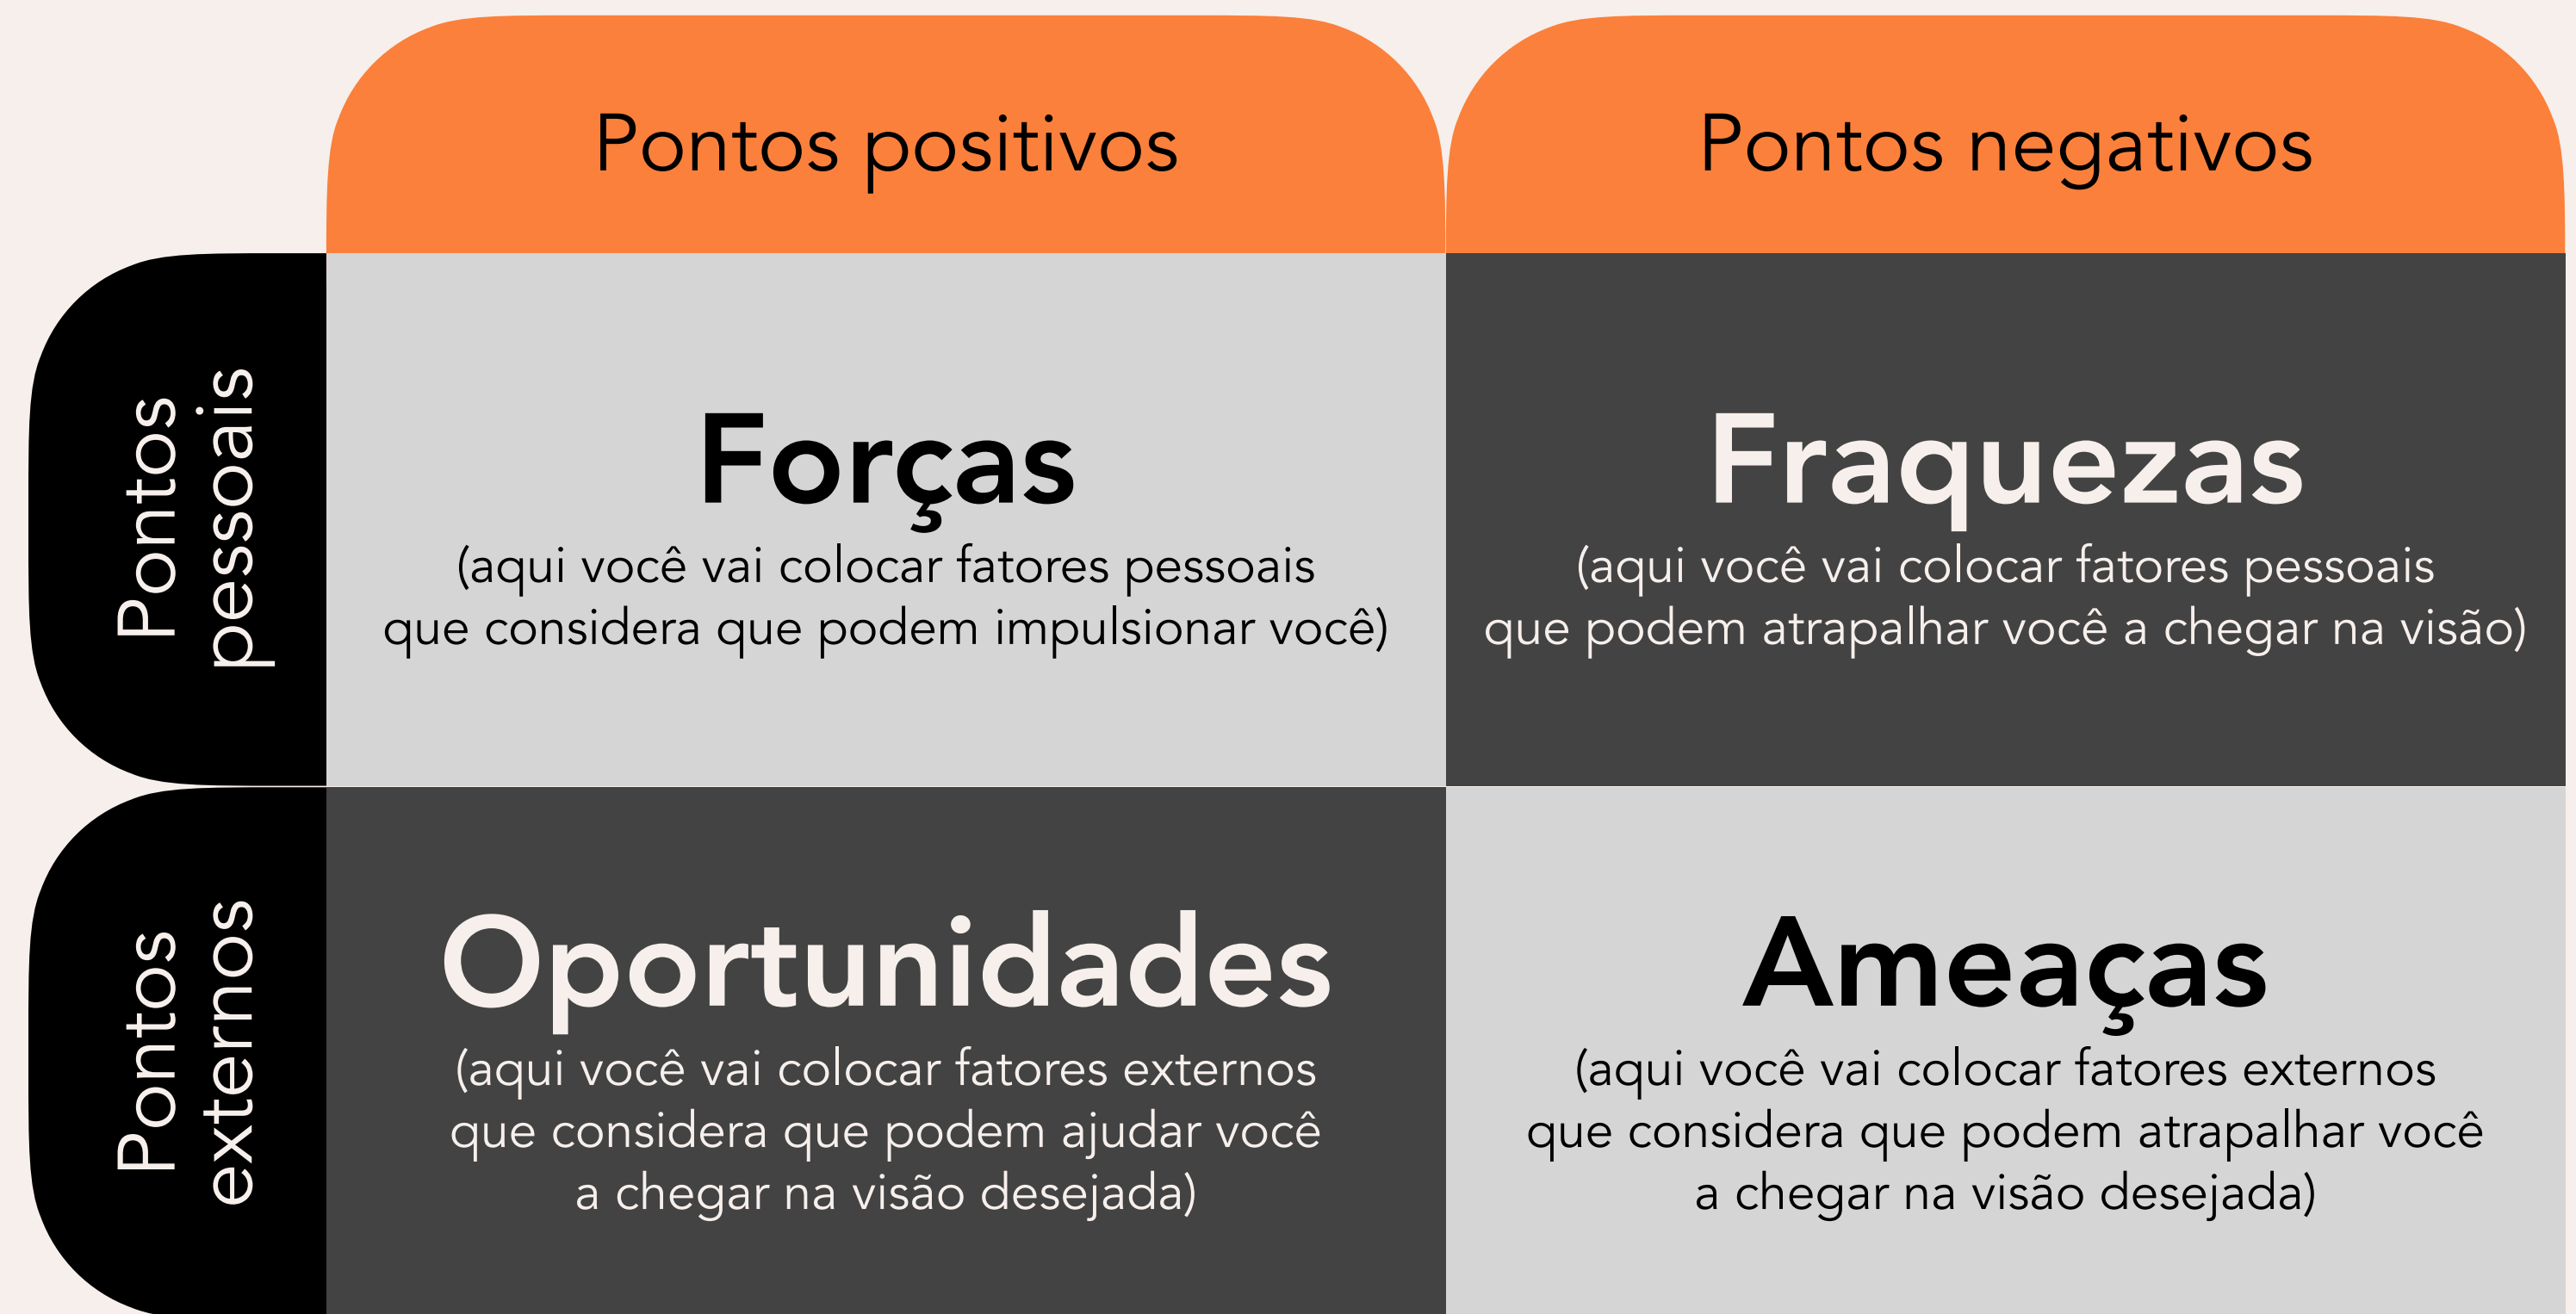 Pontos positivos
Pontos negativos
Pontos
pessoais
Forças
(aqui você vai colocar fatores pessoais
que considera que podem impulsionar você)
Fraquezas
(aqui você vai colocar fatores pessoais
que podem atrapalhar você a chegar na visão)
Pontos
externos
Oportunidades
(aqui você vai colocar fatores externos
que considera que podem ajudar você
a chegar na visão desejada)
Ameaças
(aqui você vai colocar fatores externos
que considera que podem atrapalhar você
a chegar na visão desejada)